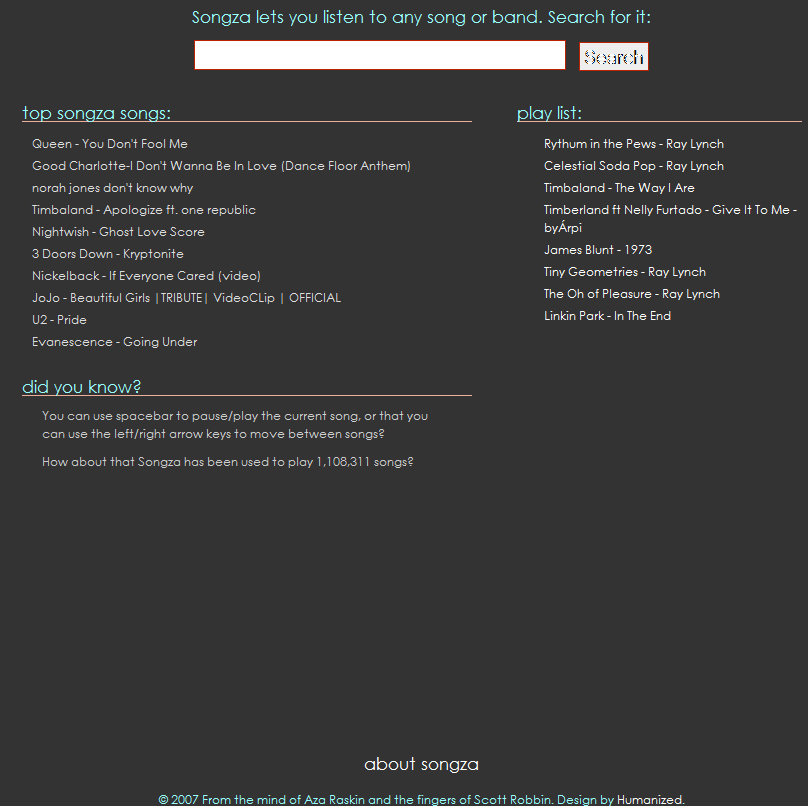 Songza lets you listen to any song or band. Search for it:
Search
top songza songs:
Queen - You Don't Fool Me
Good Charlotte-I Don't Wanna Be In Love (Dance Floor Anthem)
norah jones don't know why
Timbaland - Apologize ft. one republic
Nightwish - Ghost Love Score
3 Doors Down - Kryptonite
Nickelback - If Everyone Cared (video)
JoJo - Beautiful Girls |TRIBUTE| VideoCLip | OFFICIAL
U2 - Pride
Evanescence - Going Under
did you know?
You can use spacebar to pause/play the current song, or that you
can use the left/right arrow keys to move between songs?
How about that Songza has been used to play 1,108,311 songs?
play list:
Rythum in the Pews - Ray Lynch
Celestial Soda Pop - Ray Lynch
Timbaland - The Way I Are
Timberland ft Nelly Furtado - Give It To Me -
byÁrpi
James Blunt - 1973
Tiny Geometries - Ray Lynch
The Oh of Pleasure - Ray Lynch
Linkin Park - In The End
about songza
© 2007 From the mind of Aza Raskin and the fingers of Scott Robbin. Design by Humanized.